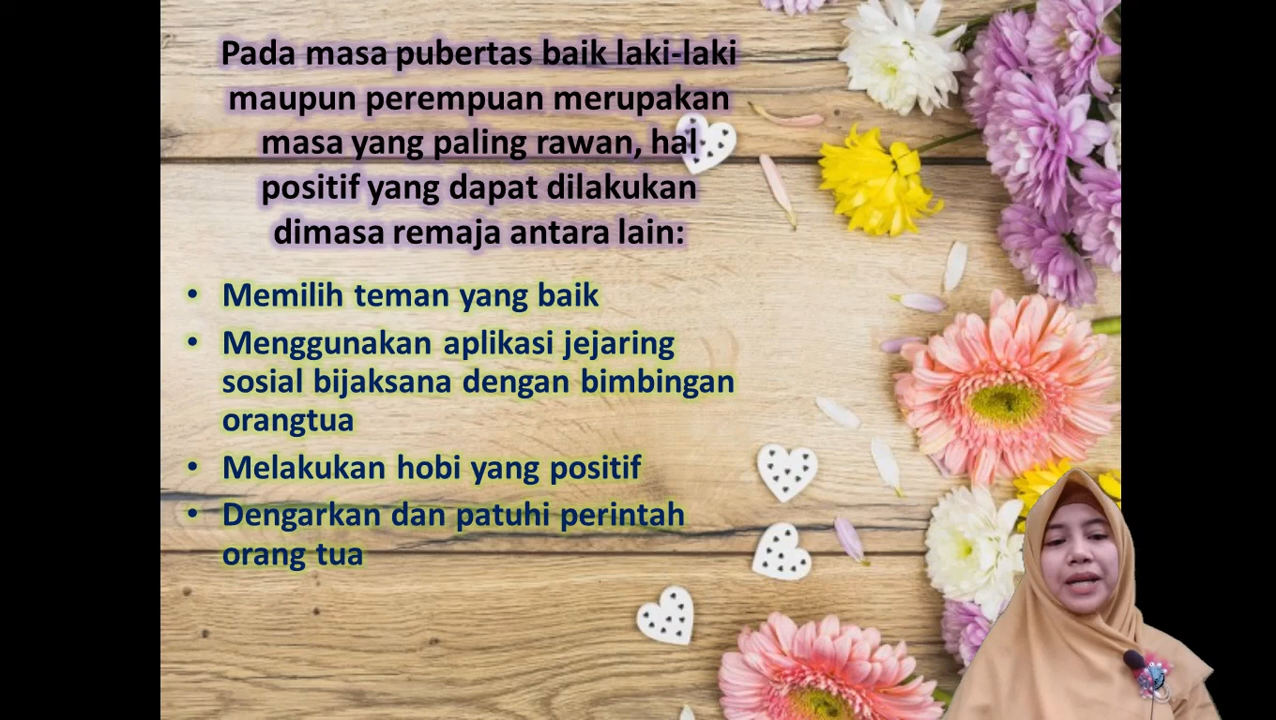 Pada masa pubertas baik laki-laki
maupun perempuan merupakan
masa yang paling rawan, hal
positif yang dapat dilakukan
dimasa remaja antara lain:
• Memilih teman yang baik
• Menggunakan aplikasi jejaring
sosial bijaksana dengan bimbingan
orangtua
• Melakukan hobi yang positif
• Dengarkan dan patuhi perintah
orang tua